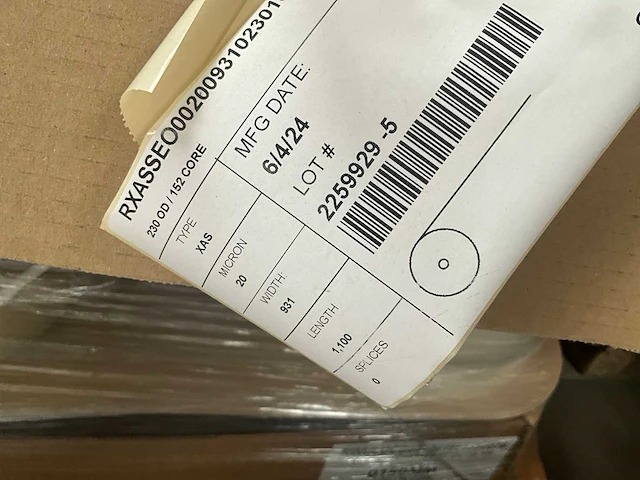 RXASSEO00200931023010
230 OD / 152 CORE
MFG DATE:
6/4/24
LOT #
2259929 -5
TYPE
XAS
MICRON
20
WIDTH:
931
LENGTH
1,100
SPLICES
0